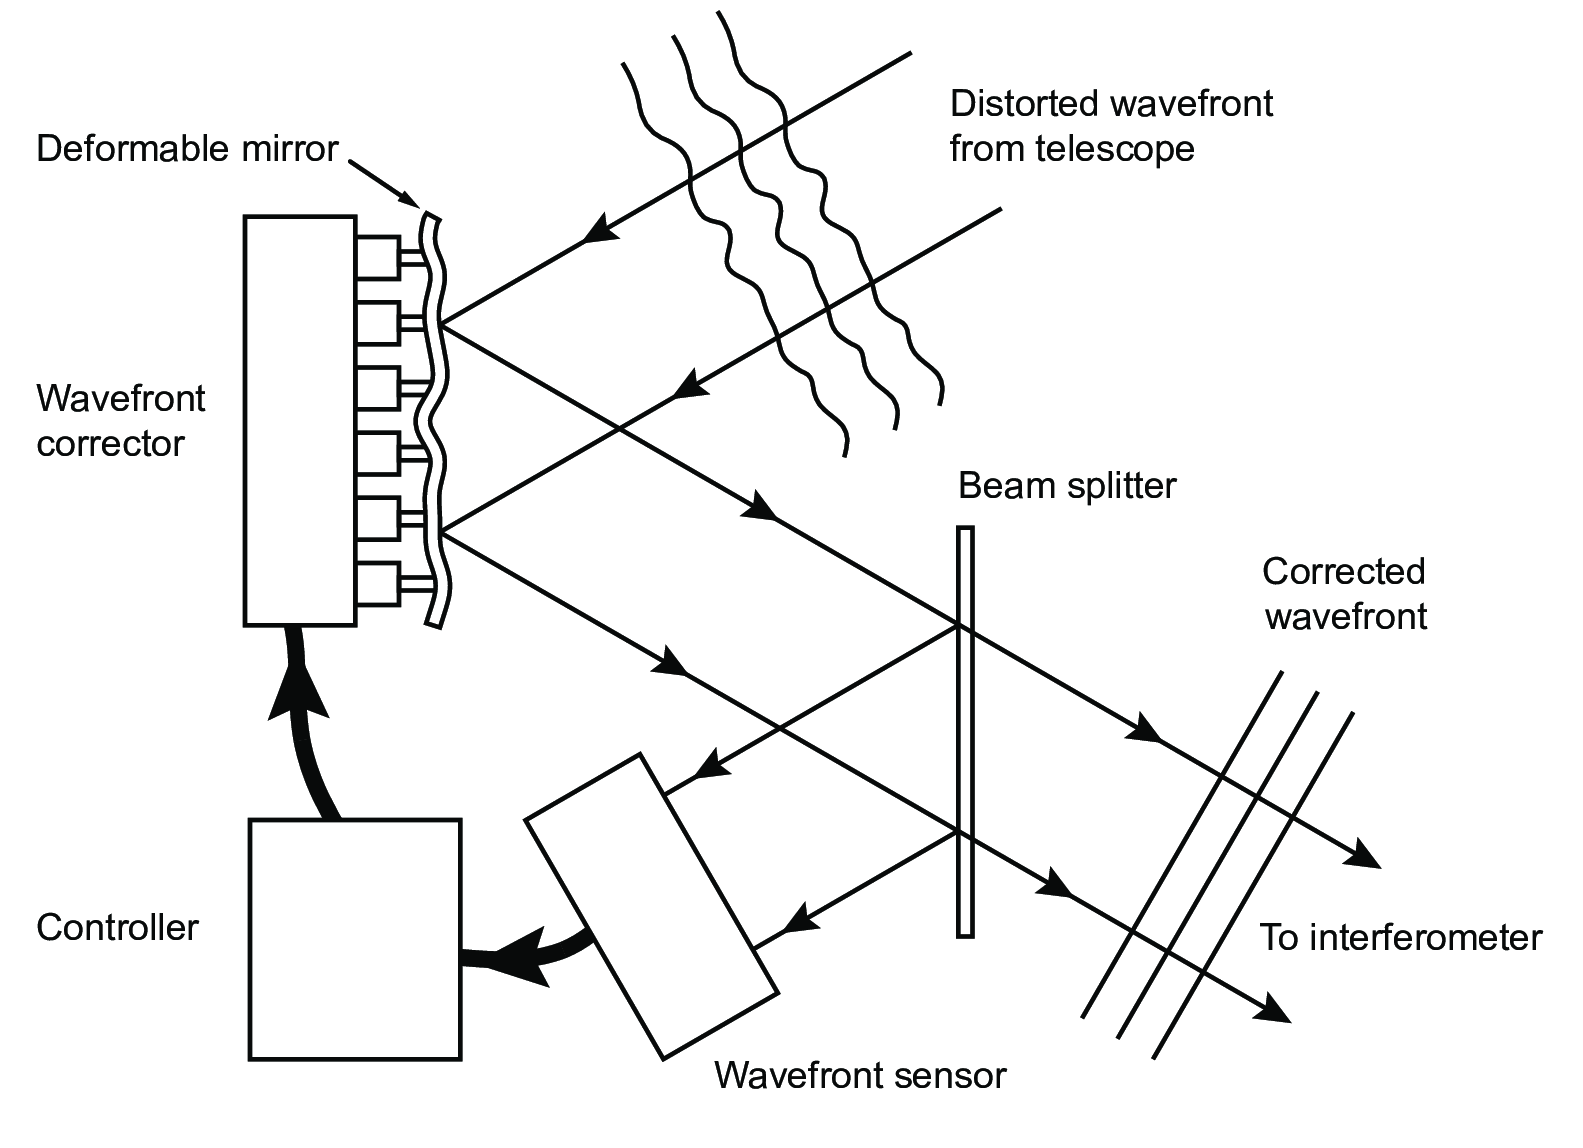 Distorted wavefront
from telescope
Deformable mirror
Wavefront
corrector
Beam splitter
Corrected
wavefront
Controller
To interferometer
Wavefront sensor